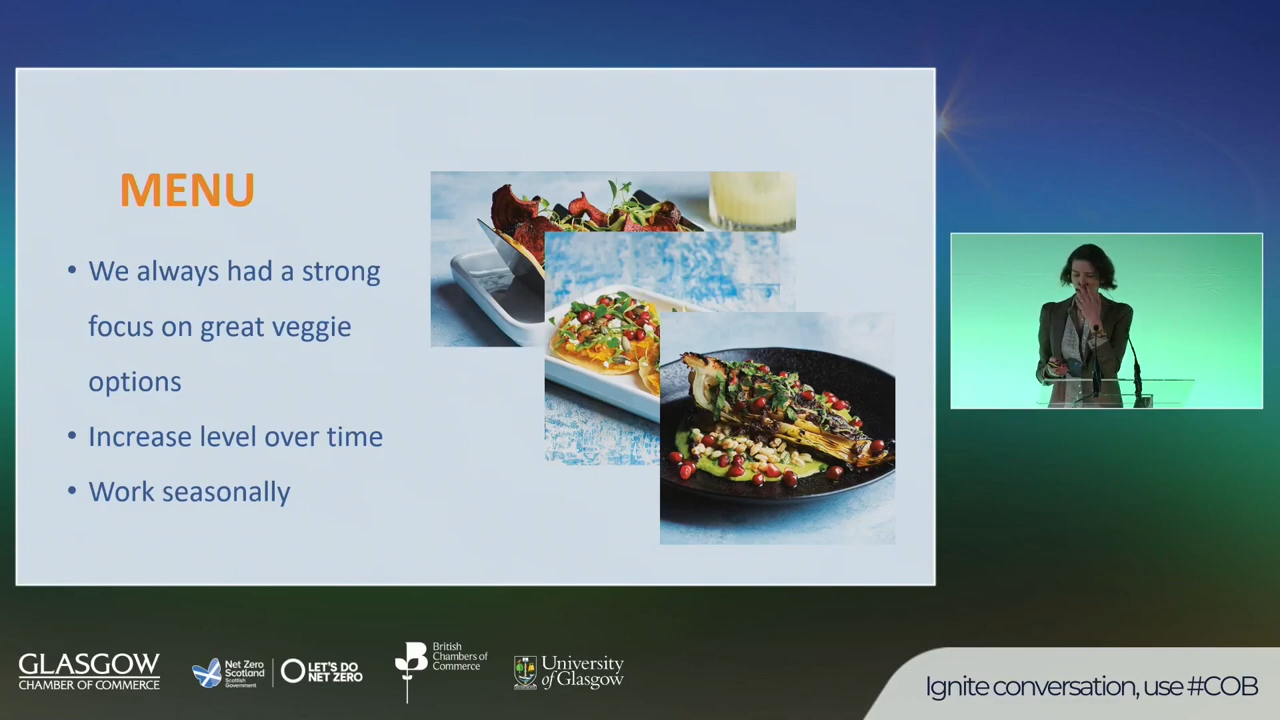 MENU
• We always had a strong
focus on great veggie
options
• Increase level over time
• Work seasonally
GLASGOW
CHAMBER OF COMMERCE
Net Zero
Scotland
Scottish
Government
LET'S DO
NET ZERO
British
Chambers of
Commerce
University
of Glasgow
Ignite conversation, use #COB